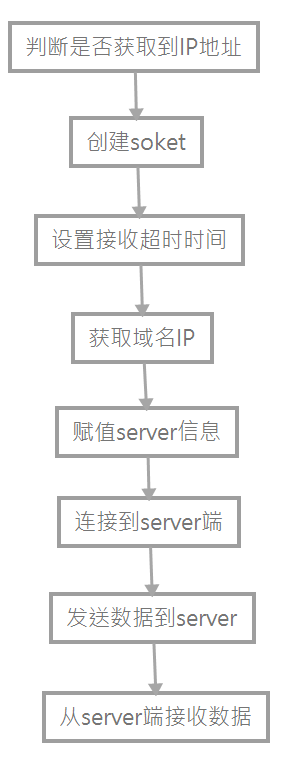 判断是否获取到IP地址
创建soket
设置接收超时时间
获取域名IP
赋值server信息
连接到server端
发送数据到server
从server端接收数据